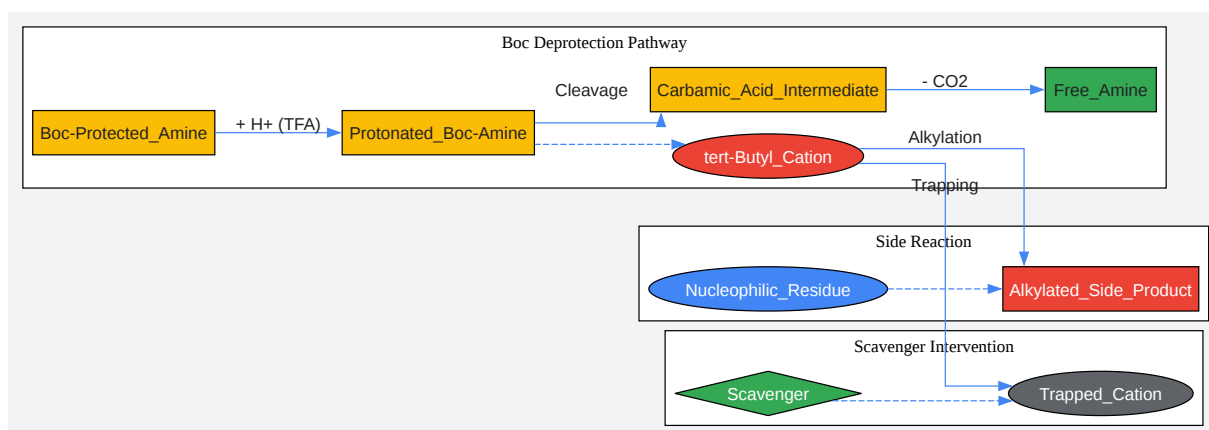 Boc Deprotection Pathway
Cleavage
Carbamic_Acid_Intermediate
- CO2
Free_Amine
Boc-Protected_Amine
+ H+ (TFA)
Protonated_Boc-Amine
tert-Butyl_Cation
Alkylation
Trapping
Side Reaction
Nucleophilic_Residue
Alkylated_Side_Product
Scavenger Intervention
Scavenger
Trapped_Cation